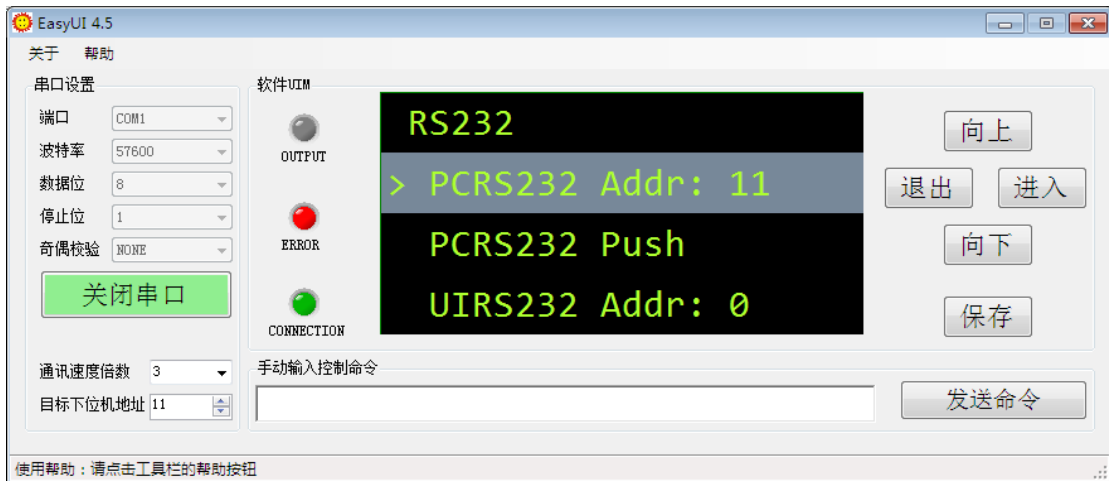 EasyUI 4.5
关于 帮助
串口设置
端口 COM1
波特率 57600
数据位 8
停止位 1
奇偶校验 NONE
关闭串口
通讯速度倍数 3
目标下位机地址 11
软件UIM
OUTPUT
ERROR
CONNECTION
RS232
> PCRS232 Addr: 11
PCRS232 Push
UIRS232 Addr: 0
向上
退出 进入
向下
保存
手动输入控制命令
发送命令
使用帮助：请点击工具栏的帮助按钮